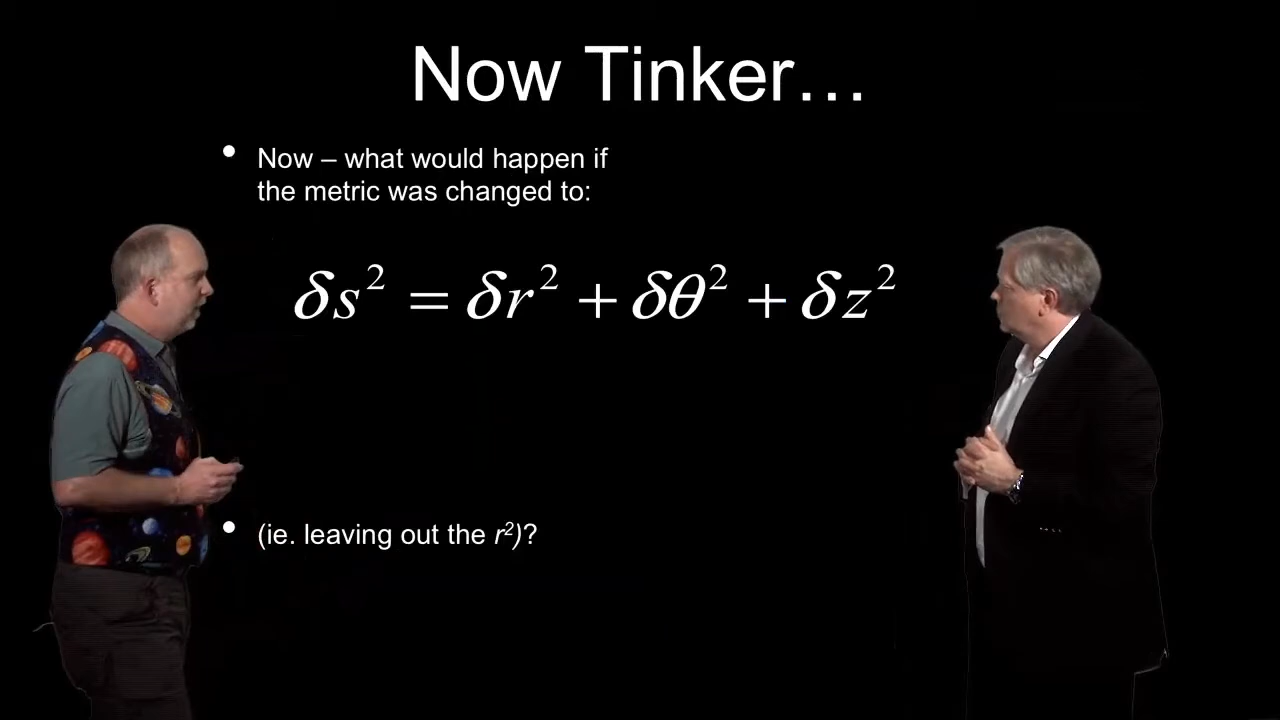 Now Tinker…
• Now – what would happen if
the metric was changed to:
δs² = δr² + δθ² + δz²
• (ie. leaving out the r²)?